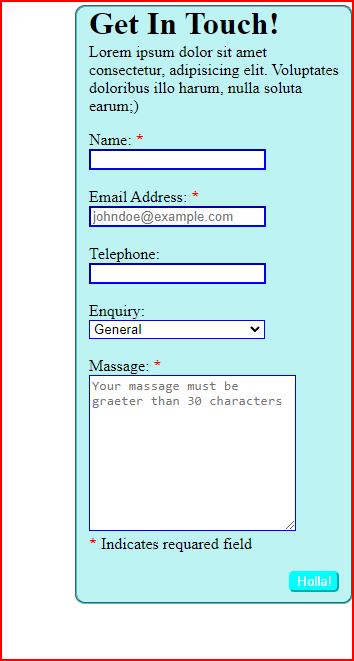 Get In Touch!
Lorem ipsum dolor sit amet
consectetur, adipisicing elit. Voluptates
doloribus illo harum, nulla soluta
earum;)
Name: *
Email Address: *
johndoe@example.com
Telephone:
Enquiry:
General
Massage: *
Your massage must be
graeter than 30 characters
* Indicates requared field
Holla!